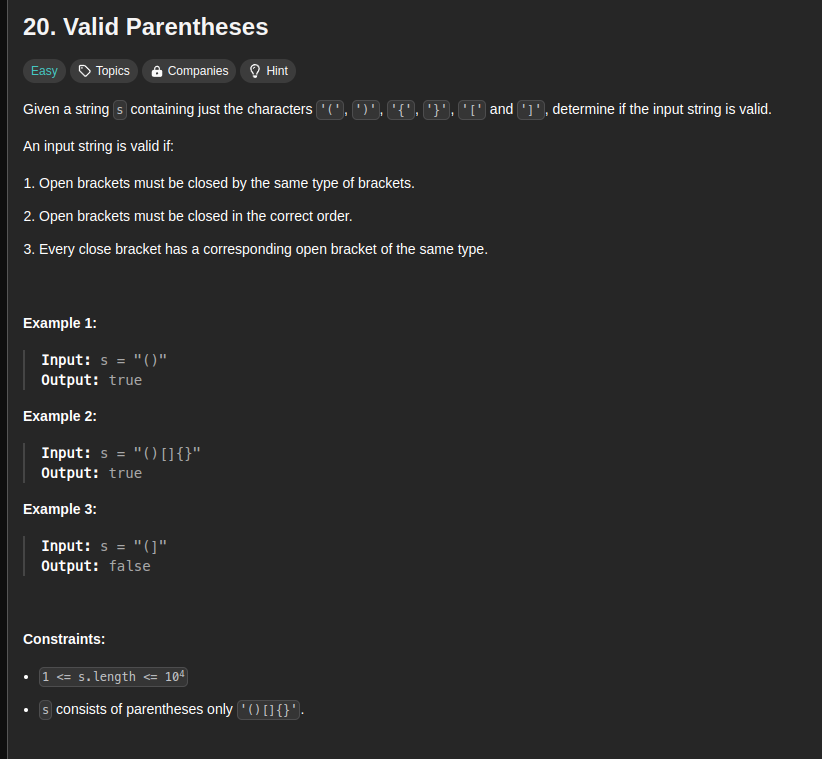 20. Valid Parentheses
Easy Topics Companies Hint
Given a string s containing just the characters '(', ')', '{', '}', '[' and ']', determine if the input string is valid.
An input string is valid if:
1. Open brackets must be closed by the same type of brackets.
2. Open brackets must be closed in the correct order.
3. Every close bracket has a corresponding open bracket of the same type.
Example 1:
Input: s = "()"
Output: true
Example 2:
Input: s = "()[]{}"
Output: true
Example 3:
Input: s = "(]"
Output: false
Constraints:
• 1 <= s.length <= 10⁴
• s consists of parentheses only '()[]{}'.